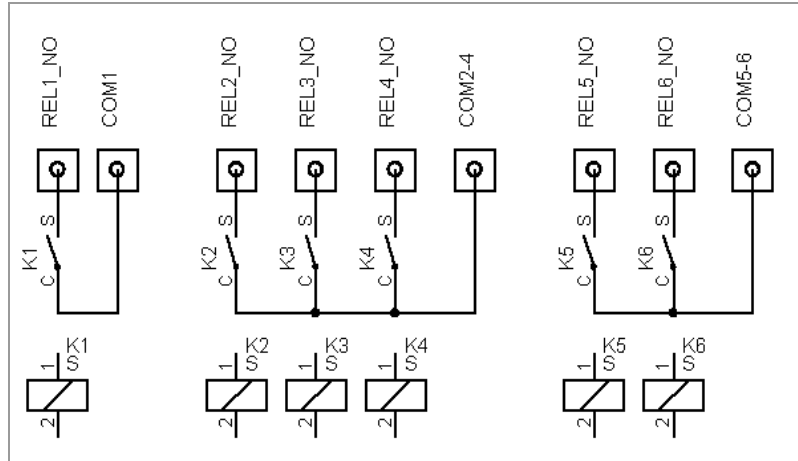 REL1_NO
COM1
REL2_NO
REL3_NO
REL4_NO
COM2-4
REL5_NO
REL6_NO
COM5-6
S
S
S
S
S
S
K1
K2
K3
K4
K5
K6
C
C
C
C
C
C
K1
K2
K3
K4
K5
K6
1 S
1 S
1 S
1 S
1 S
1 S
2
2
2
2
2
2